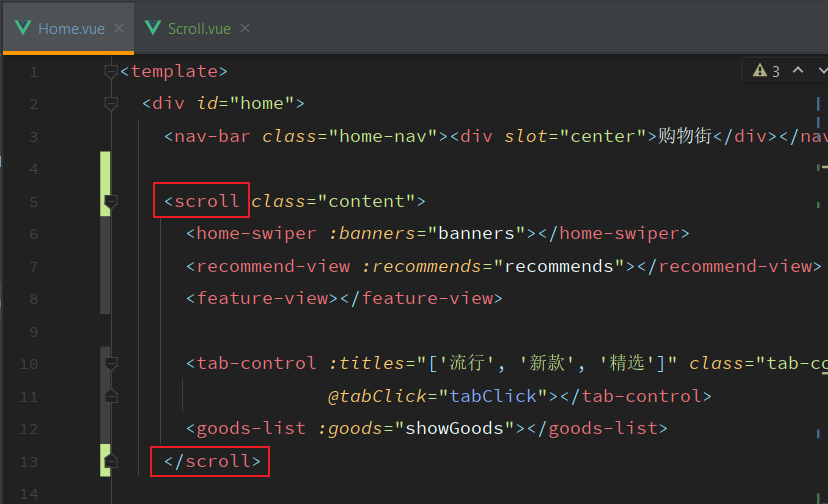 Home.vue
Scroll.vue
1 <template>
3
2 <div id="home">
3 <nav-bar class="home-nav"><div slot="center">购物街</div></nav
4
5 <scroll class="content">
6 <home-swiper :banners="banners"></home-swiper>
7 <recommend-view :recommends="recommends"></recommend-view>
8 <feature-view></feature-view>
9
10 <tab-control :titles="['流行', '新款', '精选']" class="tab-co
11 @tabClick="tabClick"></tab-control>
12 <goods-list :goods="showGoods"></goods-list>
13 </scroll>
14